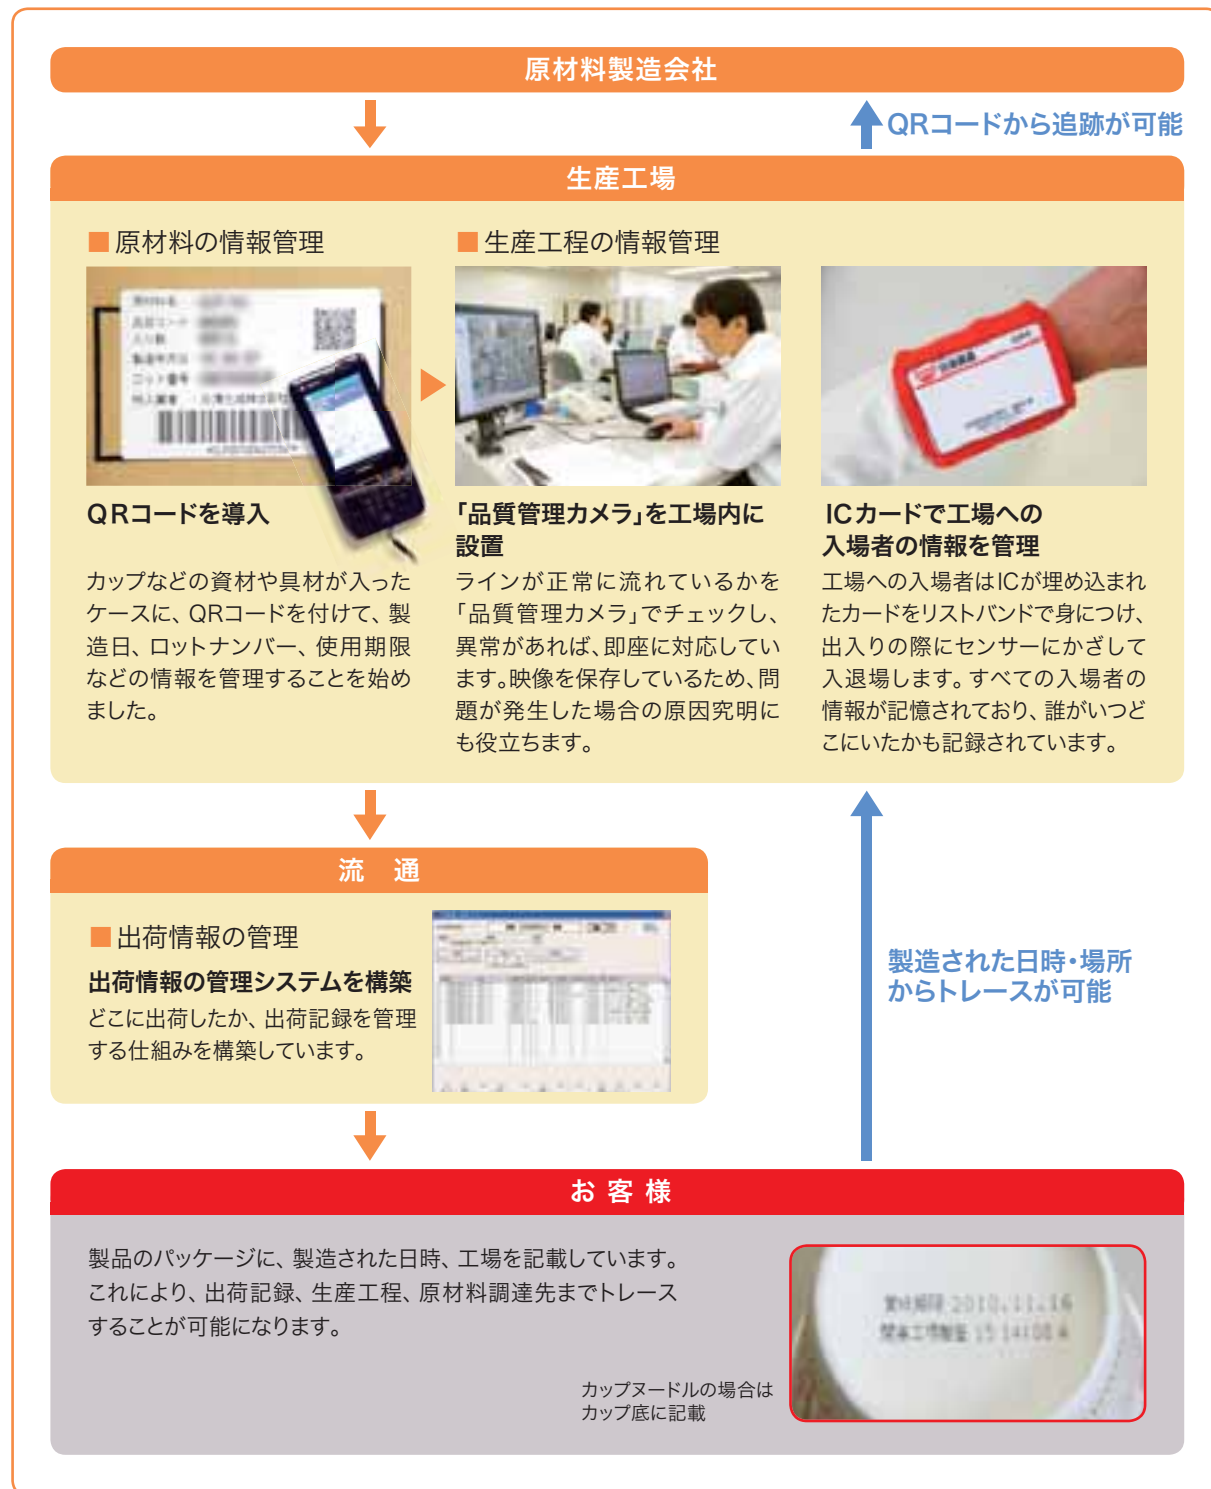 原材料製造会社
QRコードから追跡が可能
生産工場
■原材料の情報管理
QRコードを導入
カップなどの資材や具材が入った
ケースに、QRコードを付けて、製
造日、ロットナンバー、使用期限
などの情報を管理することを始め
ました。
■生産工程の情報管理
「品質管理カメラ」を工場内に
設置
ラインが正常に流れているかを
「品質管理カメラ」でチェックし、
異常があれば、即座に対応してい
ます。映像を保存しているため、問
題が発生した場合の原因究明に
も役立ちます。
ICカードで工場への
入場者の情報を管理
工場への入場者はICが埋め込まれ
たカードをリストバンドで身につけ、
出入りの際にセンサーにかざして
入退場します。すべての入場者の
情報が記憶されており、誰がいつど
こにいたかも記録されています。
流 通
■出荷情報の管理
出荷情報の管理システムを構築
どこに出荷したか、出荷記録を管理
する仕組みを構築しています。
製造された日時・場所
からトレースが可能
お客様
製品のパッケージに、製造された日時、工場を記載しています。
これにより、出荷記録、生産工程、原材料調達先までトレース
することが可能になります。
カップヌードルの場合は
カップ底に記載
賞味期限 2010.11.16